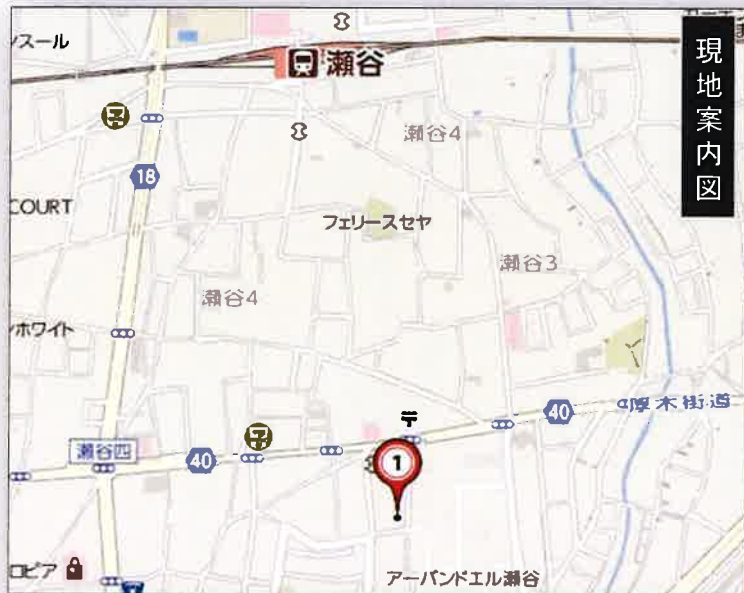 ンスール
瀬谷
現地案内図
瀬谷4
18
COURT
フェリースセヤ
瀬谷3
瀬谷4
ンホワイト
40
厚木街道
瀬谷四
40
1
ロピア
アーバンドエル瀬谷